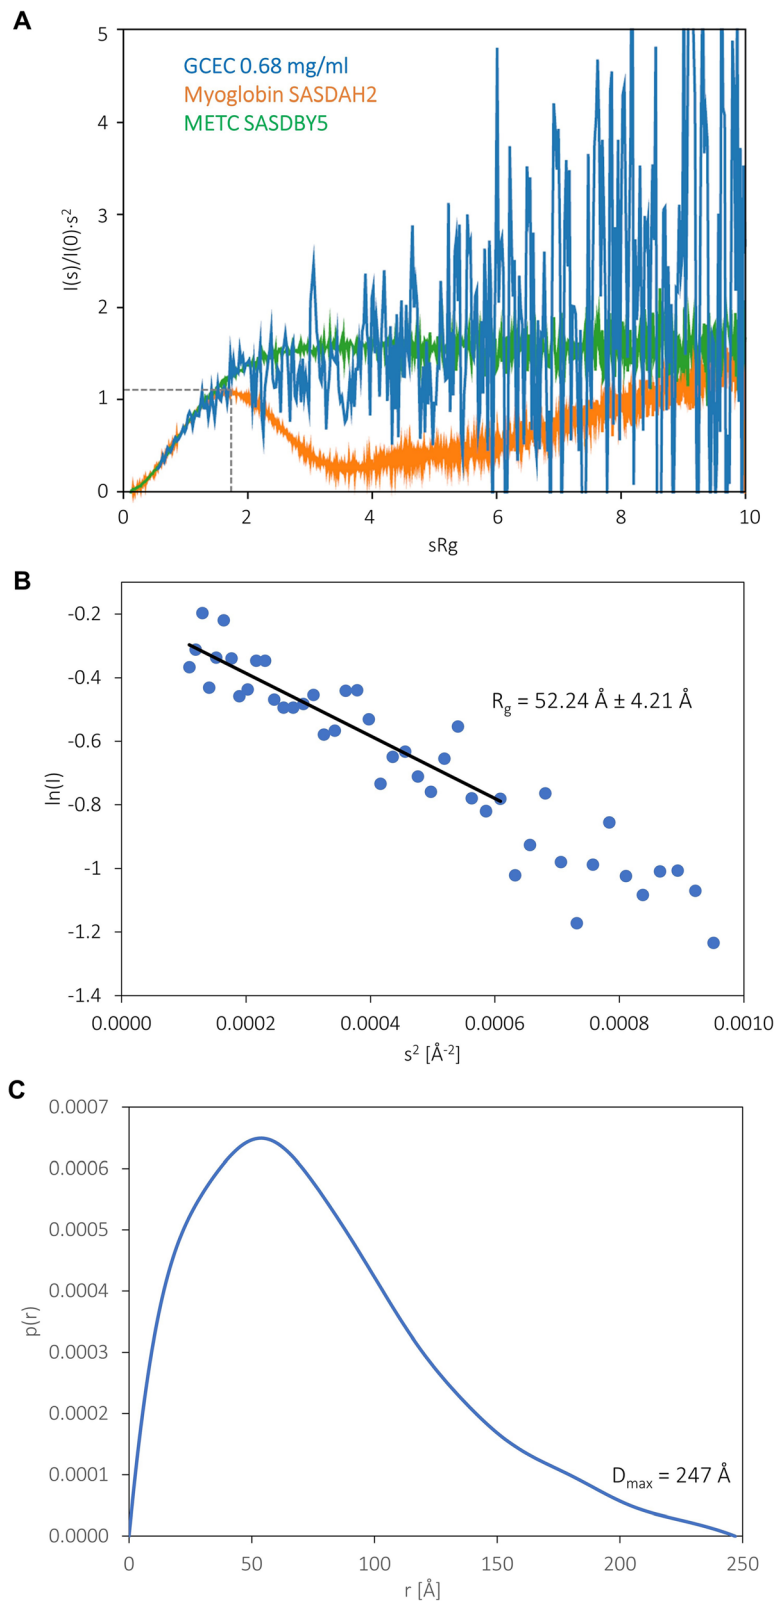 A
5
4
3
2
1
0
I(s)/I(0)·s²
GCEC 0.68 mg/ml
Myoglobin SASDAH2
METC SASDBY5
0 2 4 6 8 10
sRg
B
-0.2
-0.4
-0.6
-0.8
-1
-1.2
-1.4
ln(I)
Rg = 52.24 Å ± 4.21 Å
0.0000 0.0002 0.0004 0.0006 0.0008 0.0010
s² [Å⁻²]
C
0.0007
0.0006
0.0005
0.0004
0.0003
0.0002
0.0001
0.0000
p(r)
Dmax = 247 Å
0 50 100 150 200 250
r [Å]